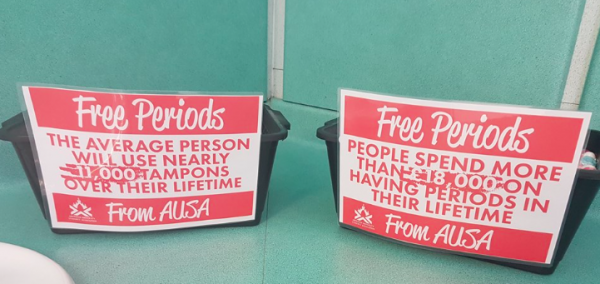 Free Periods
THE AVERAGE PERSON
WILL USE NEARLY
11,000 TAMPONS
OVER THEIR LIFETIME
From AUSA
Free Periods
PEOPLE SPEND MORE
THAN £18,000 ON
HAVING PERIODS IN
THEIR LIFETIME
From AUSA